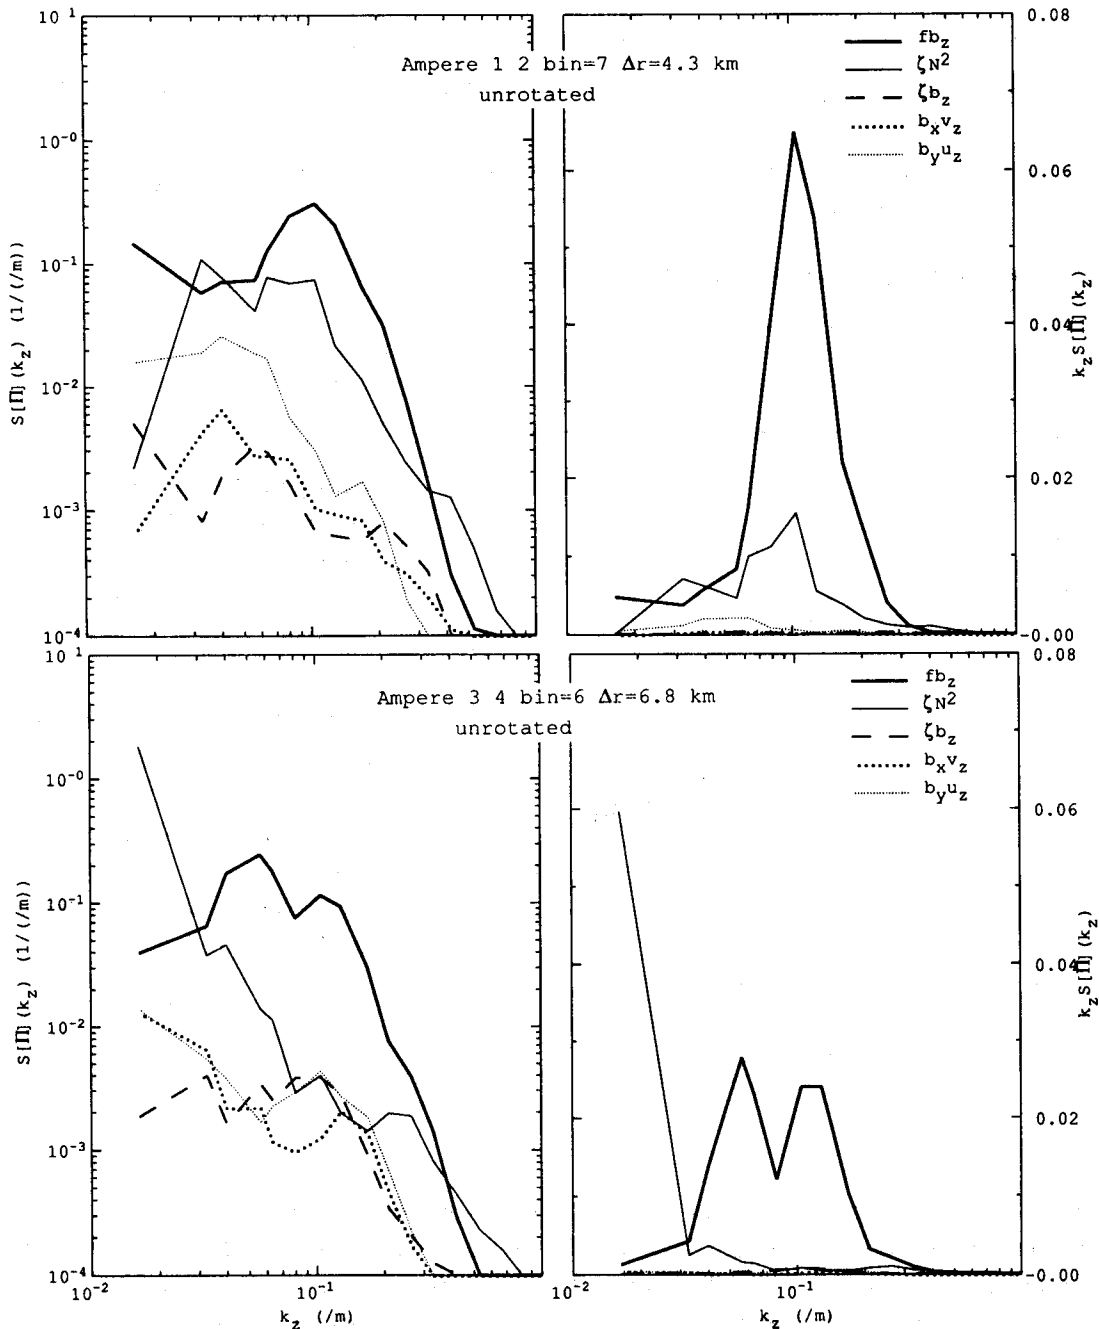 Ampere 1 2 bin=7 Δr=4.3 km
unrotated
fb_z
ζN²
ζb_z
b_xv_z
b_yu_z
10¹
10⁻⁰
10⁻¹
10⁻²
10⁻³
10⁻⁴
S[Π](k_z) (1/(/m))
0.08
0.06
0.04
0.02
-0.00
k_zS[Π](k_z)
Ampere 3 4 bin=6 Δr=6.8 km
unrotated
fb_z
ζN²
ζb_z
b_xv_z
b_yu_z
10¹
10⁻⁰
10⁻¹
10⁻²
10⁻³
10⁻⁴
S[Π](k_z) (1/(/m))
0.08
0.06
0.04
0.02
-0.00
k_zS[Π](k_z)
10⁻² 10⁻¹
k_z (/m)
10⁻² 10⁻¹
k_z (/m)